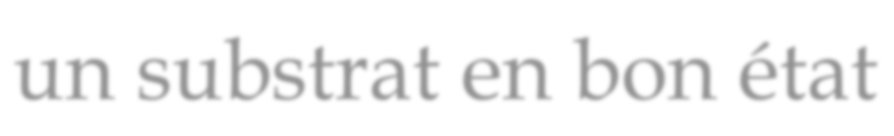 un substrat en bon état